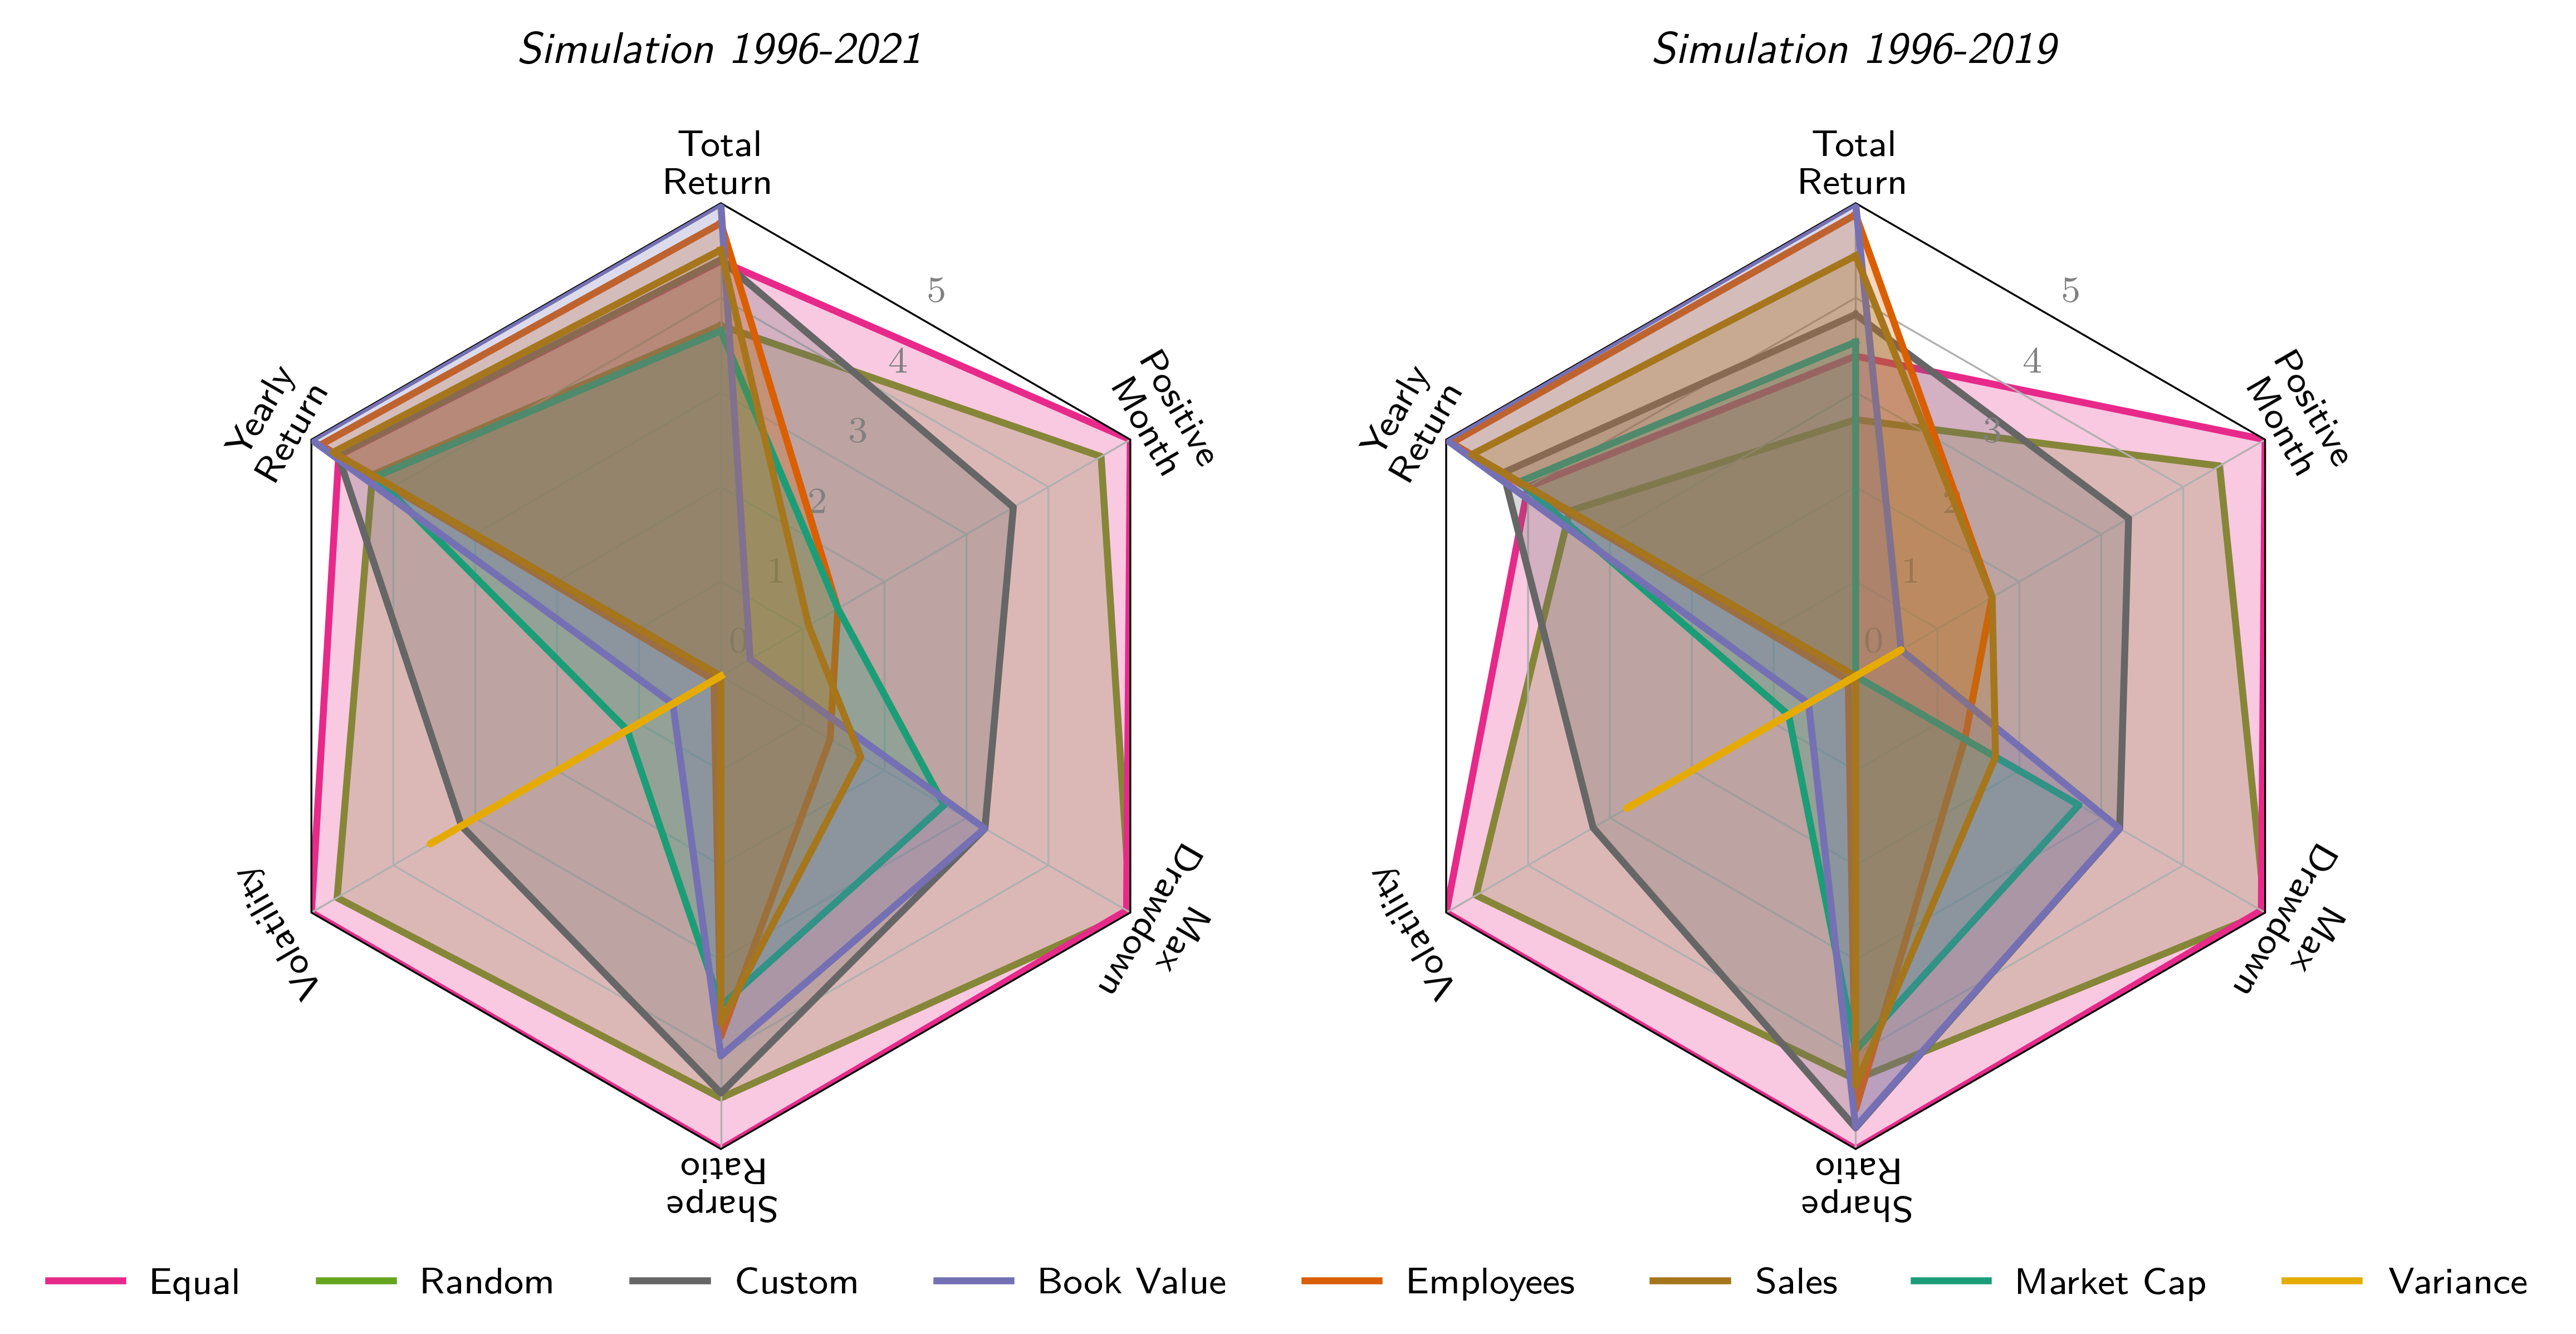 Simulation 1996-2021
Total
Return
Positive
Month
Max
Drawdown
Sharpe
Ratio
Volatility
Yearly
Return
5
4
3
2
1
0
Simulation 1996-2019
Total
Return
Positive
Month
Max
Drawdown
Sharpe
Ratio
Volatility
Yearly
Return
5
4
3
2
1
0
Equal
Random
Custom
Book Value
Employees
Sales
Market Cap
Variance